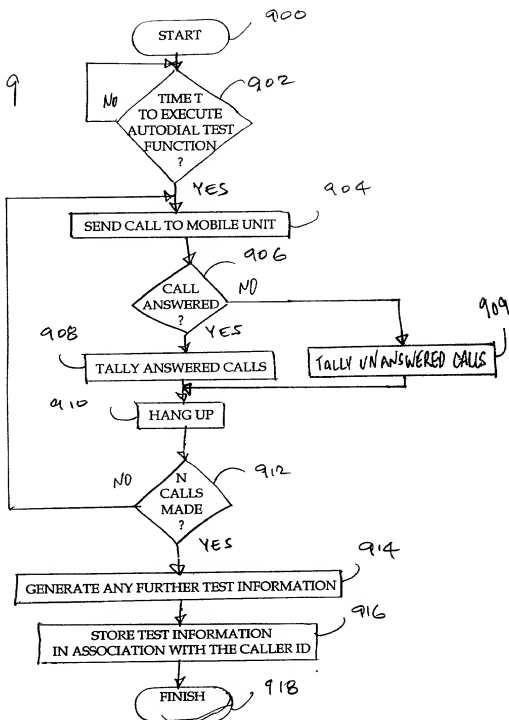 900
START
9
902
No
TIME T
TO EXECUTE
AUTODIAL TEST
FUNCTION
?
YES
904
SEND CALL TO MOBILE UNIT
906
CALL
ANSWERED
?
NO
YES
908
909
TALLY ANSWERED CALLS
TALLY UNANSWERED CALLS
910
HANG UP
912
NO
N
CALLS
MADE
?
YES
914
GENERATE ANY FURTHER TEST INFORMATION
916
STORE TEST INFORMATION
IN ASSOCIATION WITH THE CALLER ID
FINISH
918